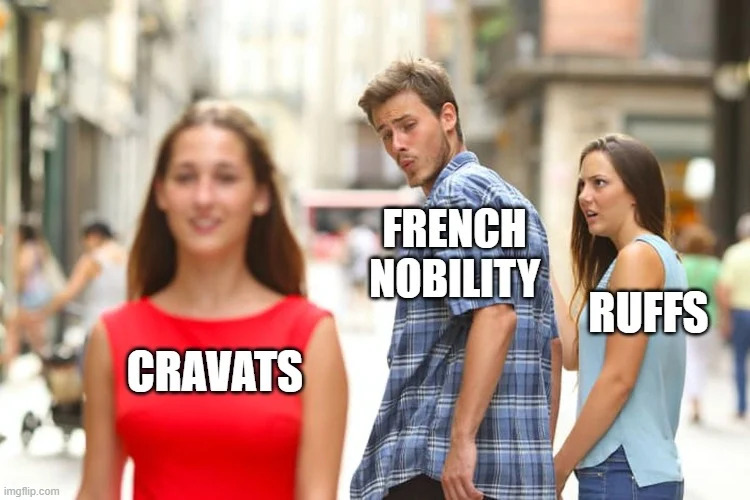 FRENCH
NOBILITY
RUFFS
CRAVATS
imgflip.com